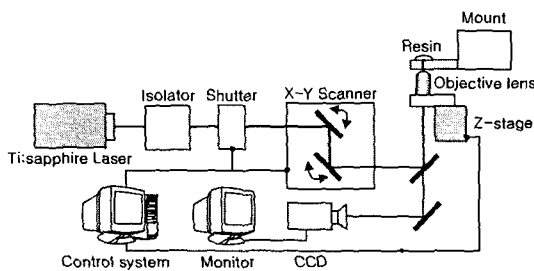 Mount
Resin
Objective lens
Isolator
Shutter
X-Y Scanner
Z-stage
Ti:sapphire Laser
Control system
Monitor
CCD